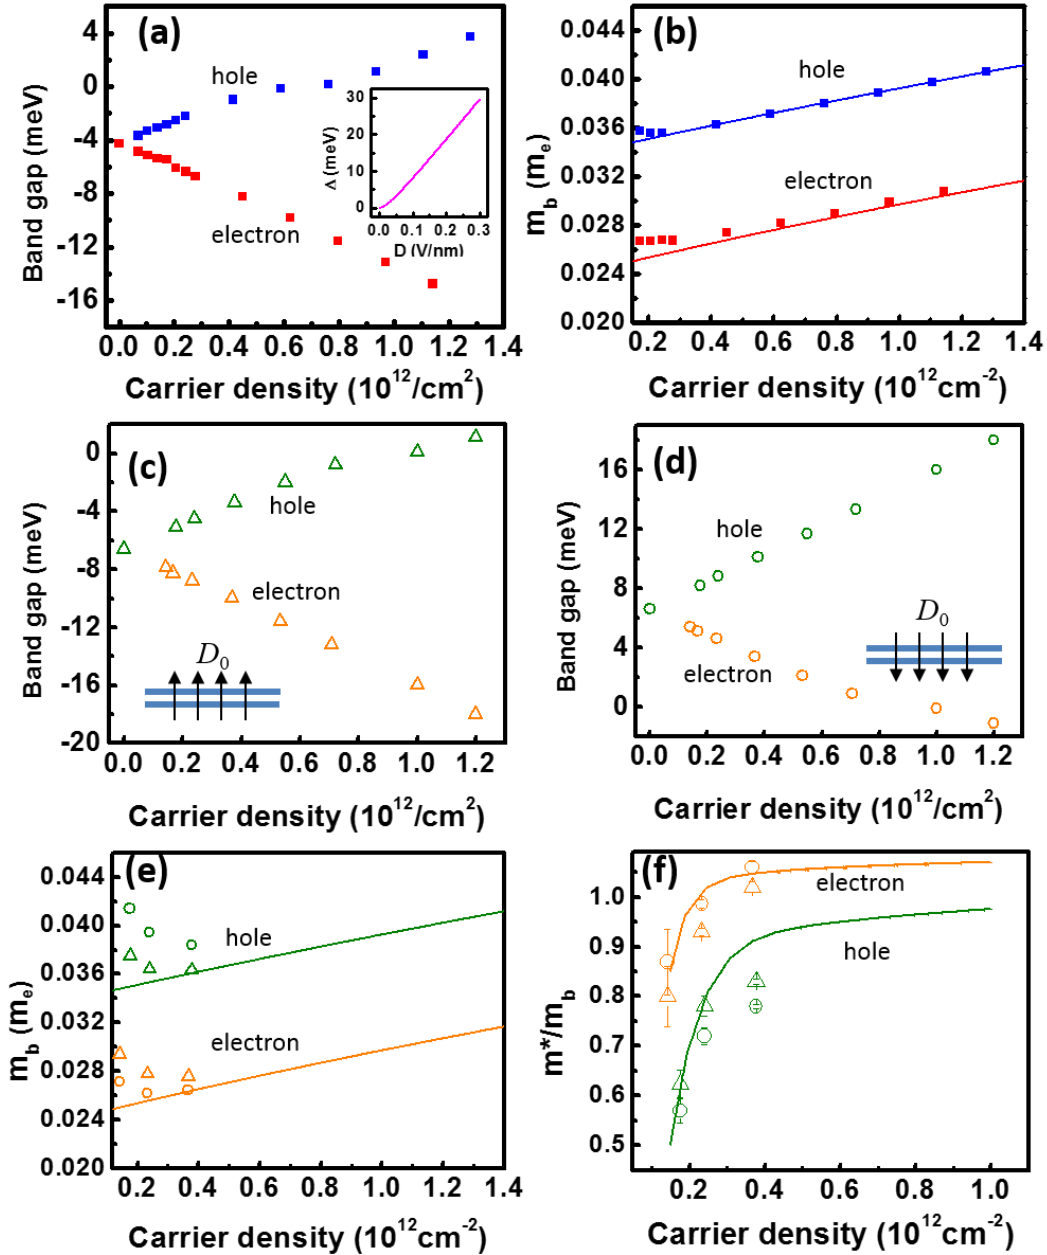 (a)
hole
electron
Band gap (meV)
4
0
-4
-8
-12
-16
0.0 0.2 0.4 0.6 0.8 1.0 1.2 1.4
Carrier density (10¹²/cm²)
Δ (meV)
30
20
10
0
0.0 0.1 0.2 0.3
D (V/nm)
(b)
hole
electron
m_b (m_e)
0.044
0.040
0.036
0.032
0.028
0.024
0.020
0.2 0.4 0.6 0.8 1.0 1.2 1.4
Carrier density (10¹²cm⁻²)
(c)
hole
electron
D₀
Band gap (meV)
0
-4
-8
-12
-16
-20
0.0 0.2 0.4 0.6 0.8 1.0 1.2
Carrier density (10¹²/cm²)
(d)
hole
electron
D₀
Band gap (meV)
16
12
8
4
0
0.0 0.2 0.4 0.6 0.8 1.0 1.2
Carrier density (10¹²/cm²)
(e)
hole
electron
m_b (m_e)
0.044
0.040
0.036
0.032
0.028
0.024
0.020
0.2 0.4 0.6 0.8 1.0 1.2 1.4
Carrier density (10¹²cm⁻²)
(f)
electron
hole
m*/m_b
1.0
0.9
0.8
0.7
0.6
0.5
0.2 0.4 0.6 0.8 1.0
Carrier density (10¹²cm⁻²)